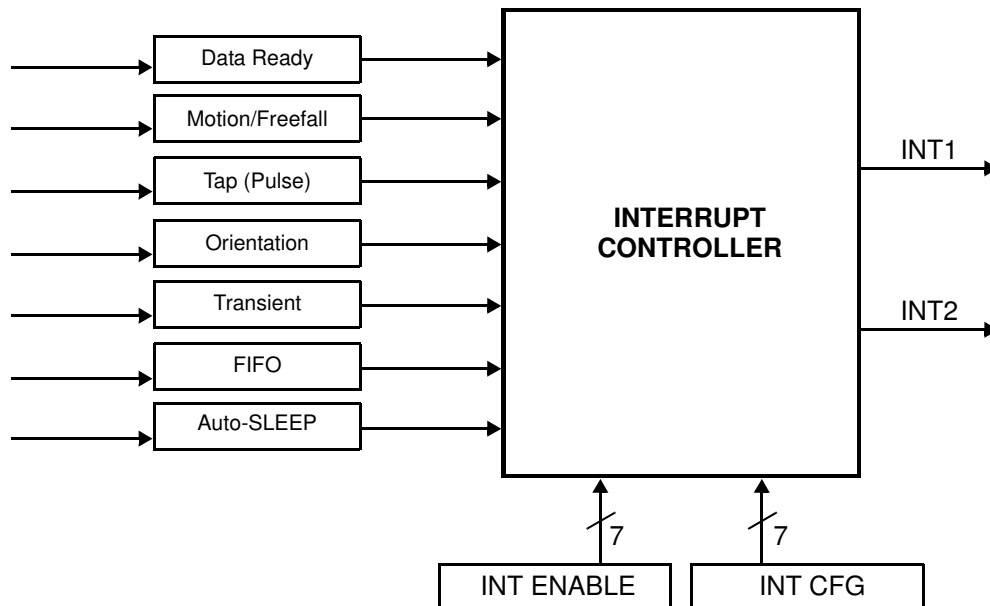 Data Ready
Motion/Freefall
Tap (Pulse)
Orientation
Transient
FIFO
Auto-SLEEP
INTERRUPT
CONTROLLER
INT1
INT2
7
7
INT ENABLE
INT CFG